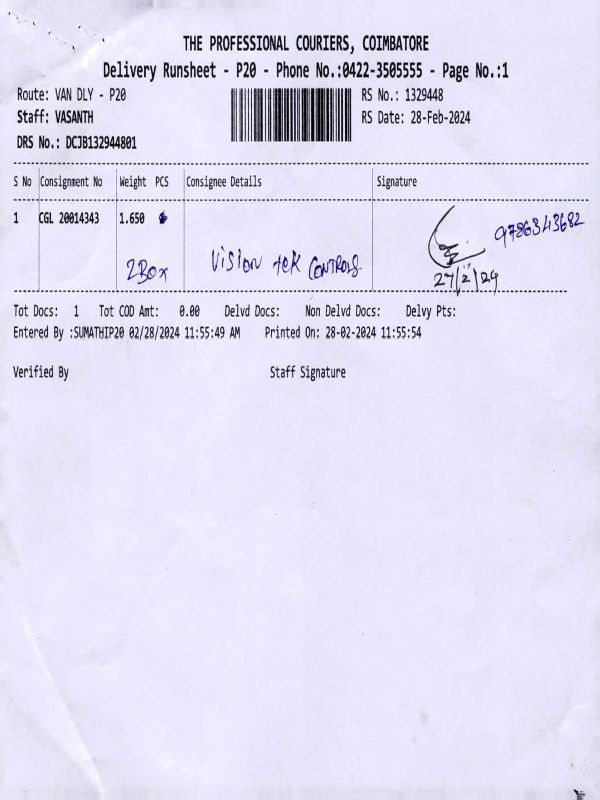 THE PROFESSIONAL COURIERS, COIMBATORE
Delivery Runsheet - P20 - Phone No.:0422-3505555 - Page No.:1
Route: VAN DLY - P20 RS No.: 1329448
Staff: VASANTH RS Date: 28-Feb-2024
DRS No.: DCJB132944801
S No Consignment No Weight PCS Consignee Details Signature
1 CGL 20014343 1.650 9786343682
2Box Vision tek CONTROLS 27/2/24
Tot Docs: 1 Tot COD Amt: 0.00 Delvd Docs: Non Delvd Docs: Delvy Pts:
Entered By :SUMATHIP20 02/28/2024 11:55:49 AM Printed On: 28-02-2024 11:55:54
Verified By Staff Signature